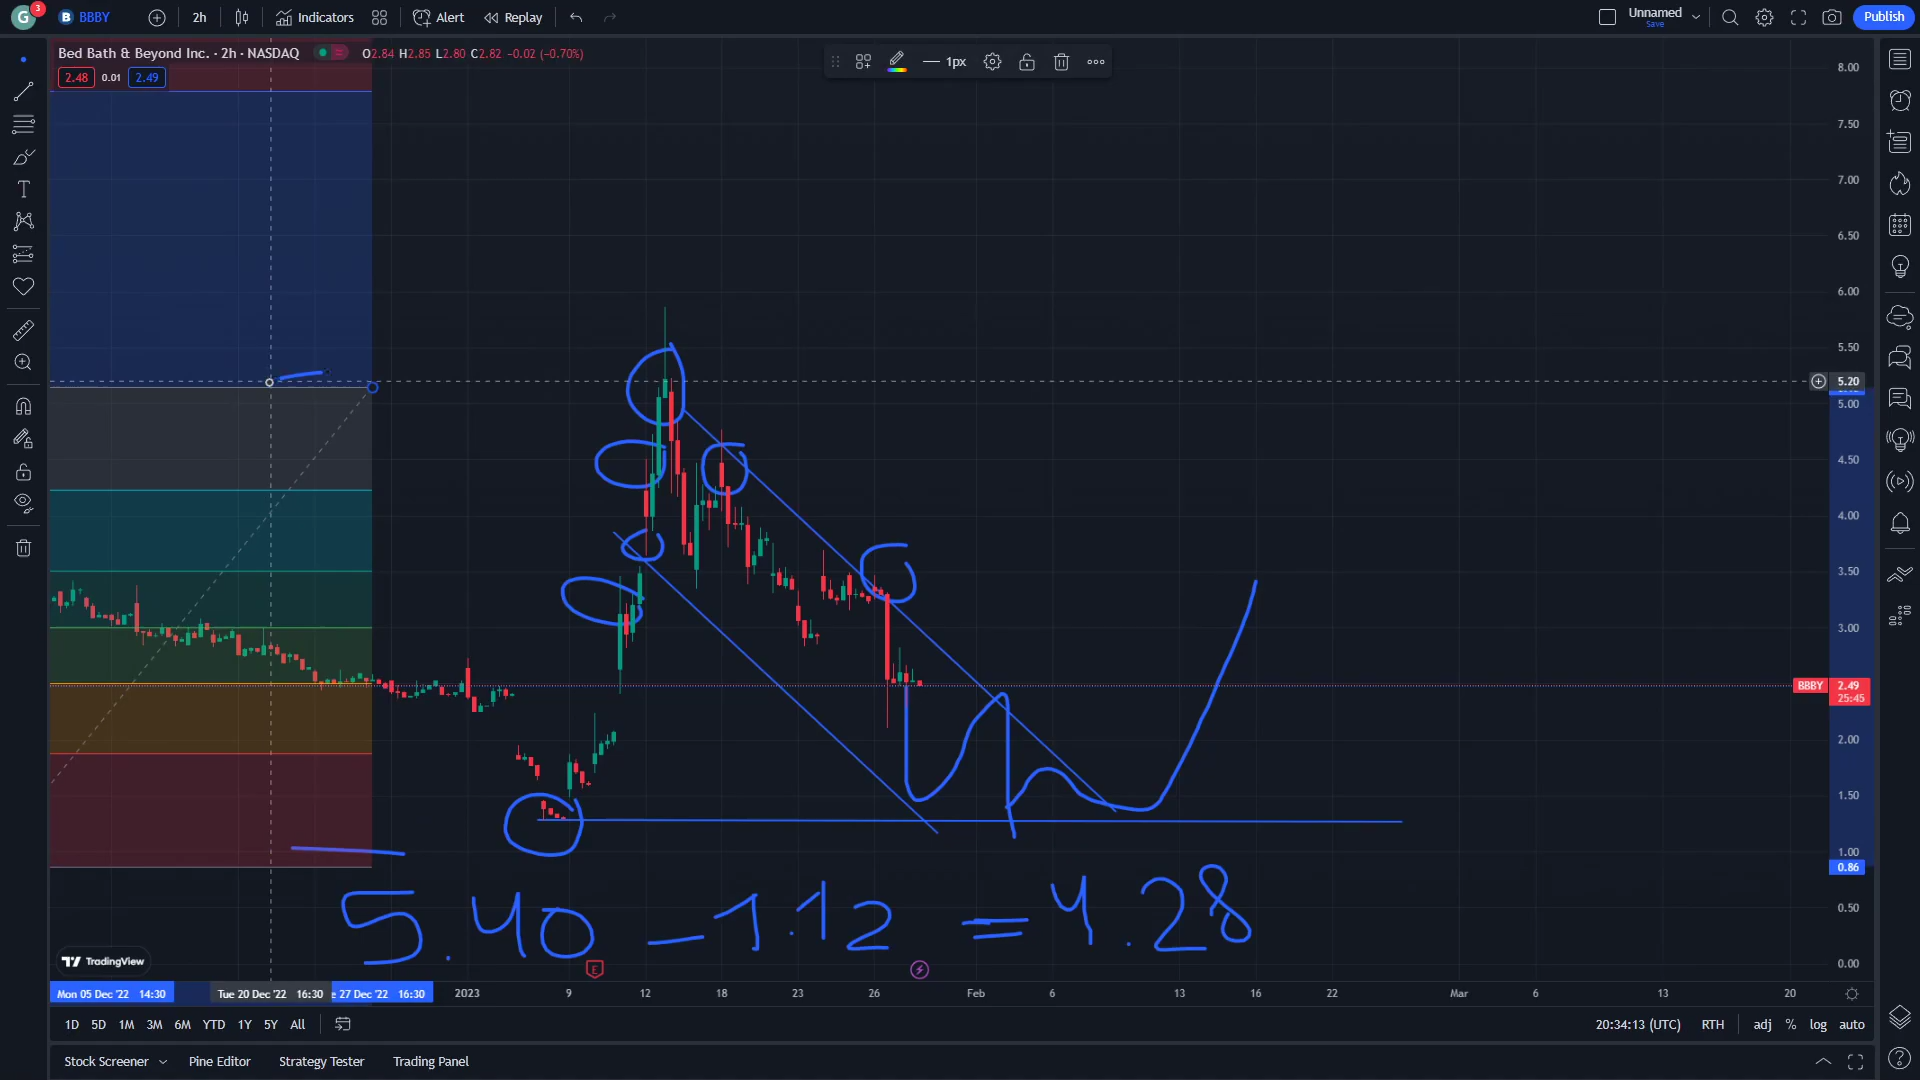 G 3 BBBY 2h Indicators Alert Replay Unnamed Save Publish
Bed Bath & Beyond Inc. · 2h · NASDAQ O2.84 H2.85 L2.80 C2.82 -0.02 (-0.70%)
2.48 0.01 2.49
1px
8.00
7.50
7.00
6.50
6.00
5.50
5.20
5.00
4.50
4.00
3.50
3.00
BBBY 2.49
25:45
2.00
1.50
1.00
0.86
0.50
0.00
5.40 - 1.12 = 4.28
E
TradingView
Mon 05 Dec '22 14:30 Tue 20 Dec '22 16:30 e 27 Dec '22 16:30 2023 9 12 18 23 26 Feb 6 13 16 22 Mar 6 13 20
1D 5D 1M 3M 6M YTD 1Y 5Y All 20:34:13 (UTC) RTH adj % log auto
Stock Screener Pine Editor Strategy Tester Trading Panel